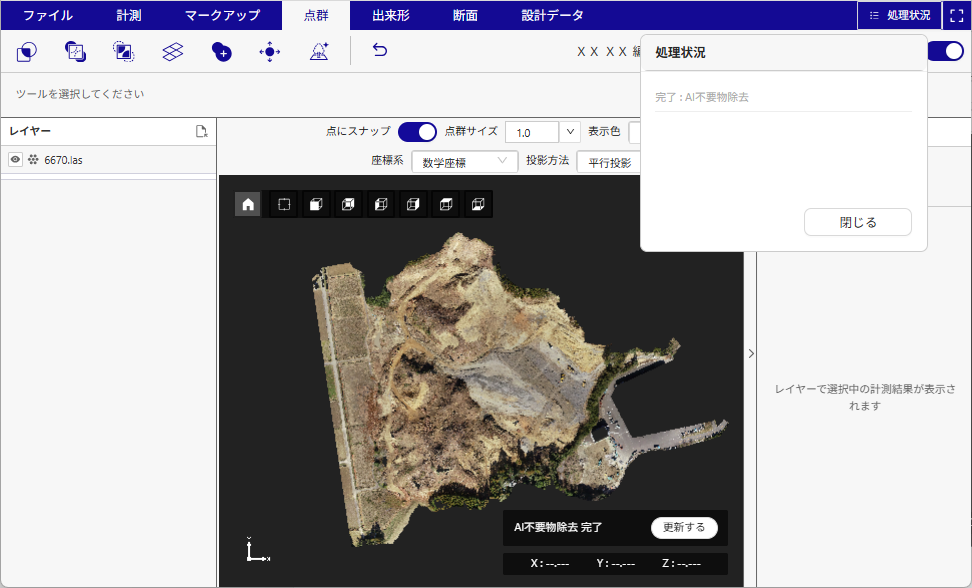 ファイル 計測 マークアップ 点群 出来形 断面 設計データ 処理状況
X X X X 編
処理状況
ツールを選択してください
完了 : AI不要物除去
レイヤー
点にスナップ 点群サイズ 1.0 表示色
6670.las
座標系 数学座標 投影方法 平行投影
閉じる
レイヤーで選択中の計測結果が表示さ
れます
AI不要物除去 完了 更新する
X:--.--- Y:--.--- Z:--.---